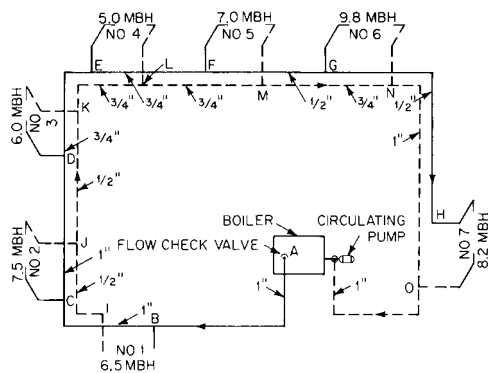 5.0 MBH
NO 4
7.0 MBH
NO 5
9.8 MBH
NO 6
E
L
F
G
3/4"
3/4"
3/4"
M
1/2"
3/4"
N
1/2"
6.0 MBH
NO 3
K
D
3/4"
1/2"
1"
H
NO 7
8.2 MBH
BOILER
CIRCULATING
PUMP
FLOW CHECK VALVE
A
7.5 MBH
NO 2
J
1"
C
1/2"
I
1"
B
1"
1"
O
NO 1
6.5 MBH